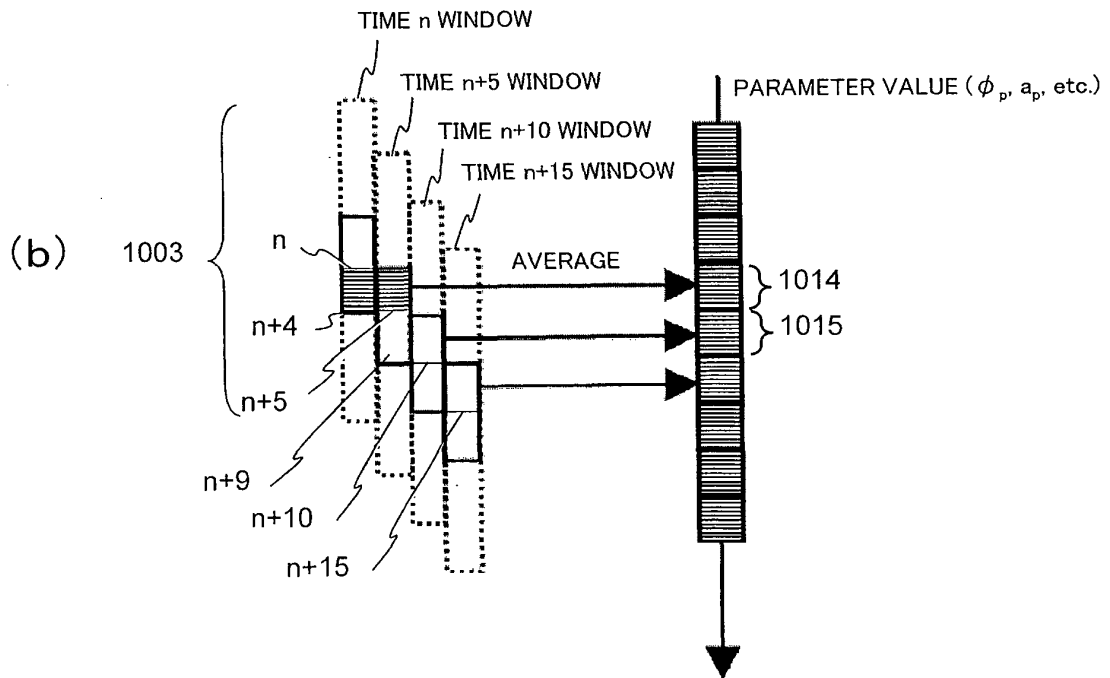 TIME n WINDOW
TIME n+5 WINDOW
PARAMETER VALUE (ϕp, ap, etc.)
TIME n+10 WINDOW
TIME n+15 WINDOW
(b)
1003
n
AVERAGE
1014
n+4
1015
n+5
n+9
n+10
n+15